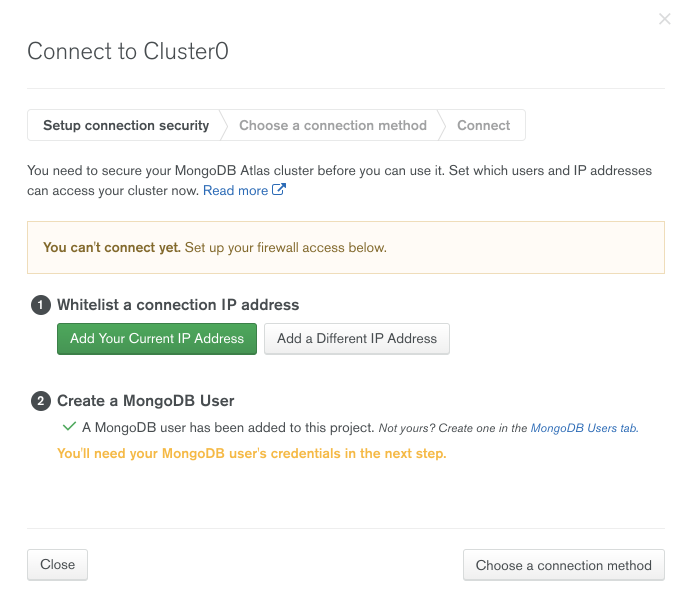 Connect to Cluster0
Setup connection security
Choose a connection method
Connect
You need to secure your MongoDB Atlas cluster before you can use it. Set which users and IP addresses
can access your cluster now. Read more
You can't connect yet. Set up your firewall access below.
1 Whitelist a connection IP address
Add Your Current IP Address
Add a Different IP Address
2 Create a MongoDB User
A MongoDB user has been added to this project. Not yours? Create one in the MongoDB Users tab.
You'll need your MongoDB user's credentials in the next step.
Close
Choose a connection method